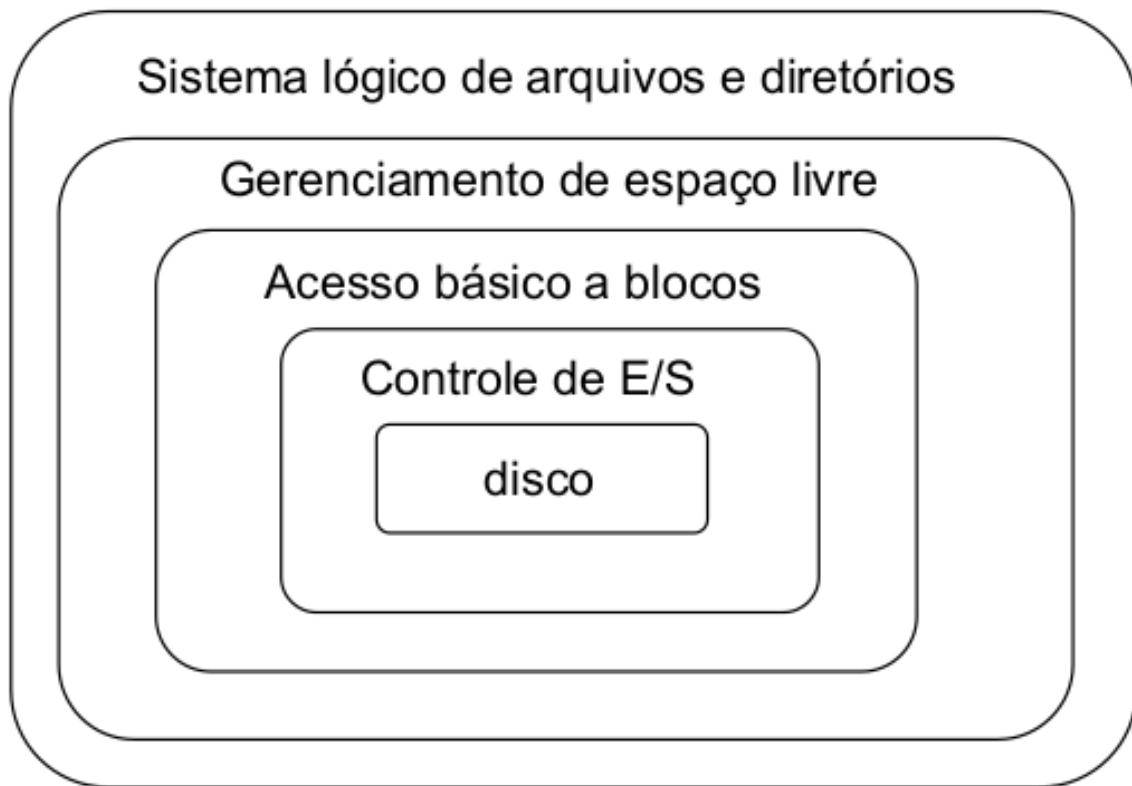 Sistema lógico de arquivos e diretórios
Gerenciamento de espaço livre
Acesso básico a blocos
Controle de E/S
disco